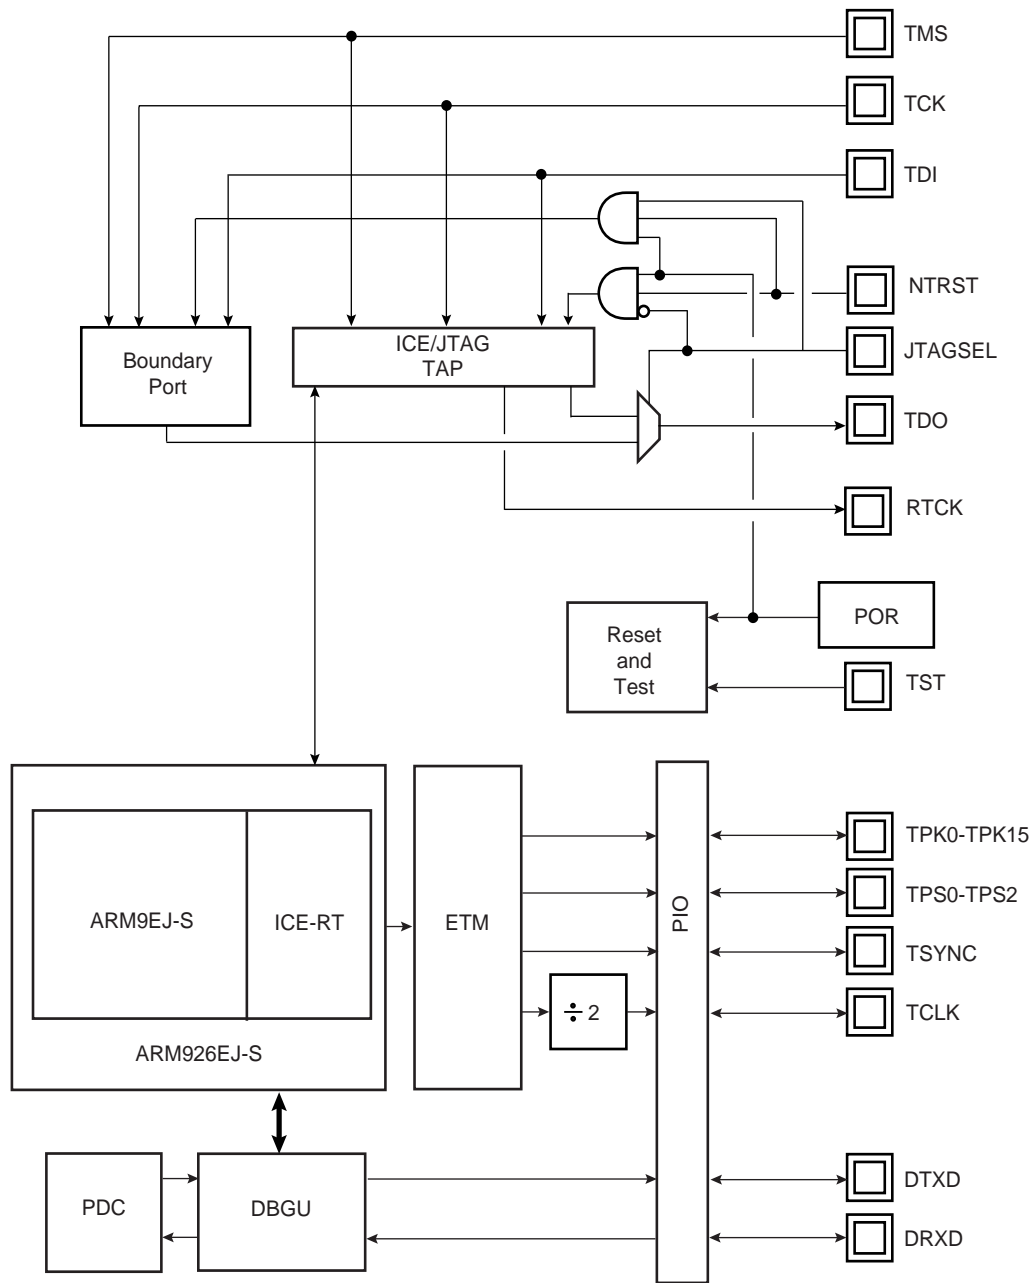 TMS
TCK
TDI
NTRST
JTAGSEL
TDO
RTCK
Boundary
Port
ICE/JTAG
TAP
POR
Reset
and
Test
TST
ARM9EJ-S
ICE-RT
ARM926EJ-S
ETM
÷ 2
PIO
TPK0-TPK15
TPS0-TPS2
TSYNC
TCLK
PDC
DBGU
DTXD
DRXD